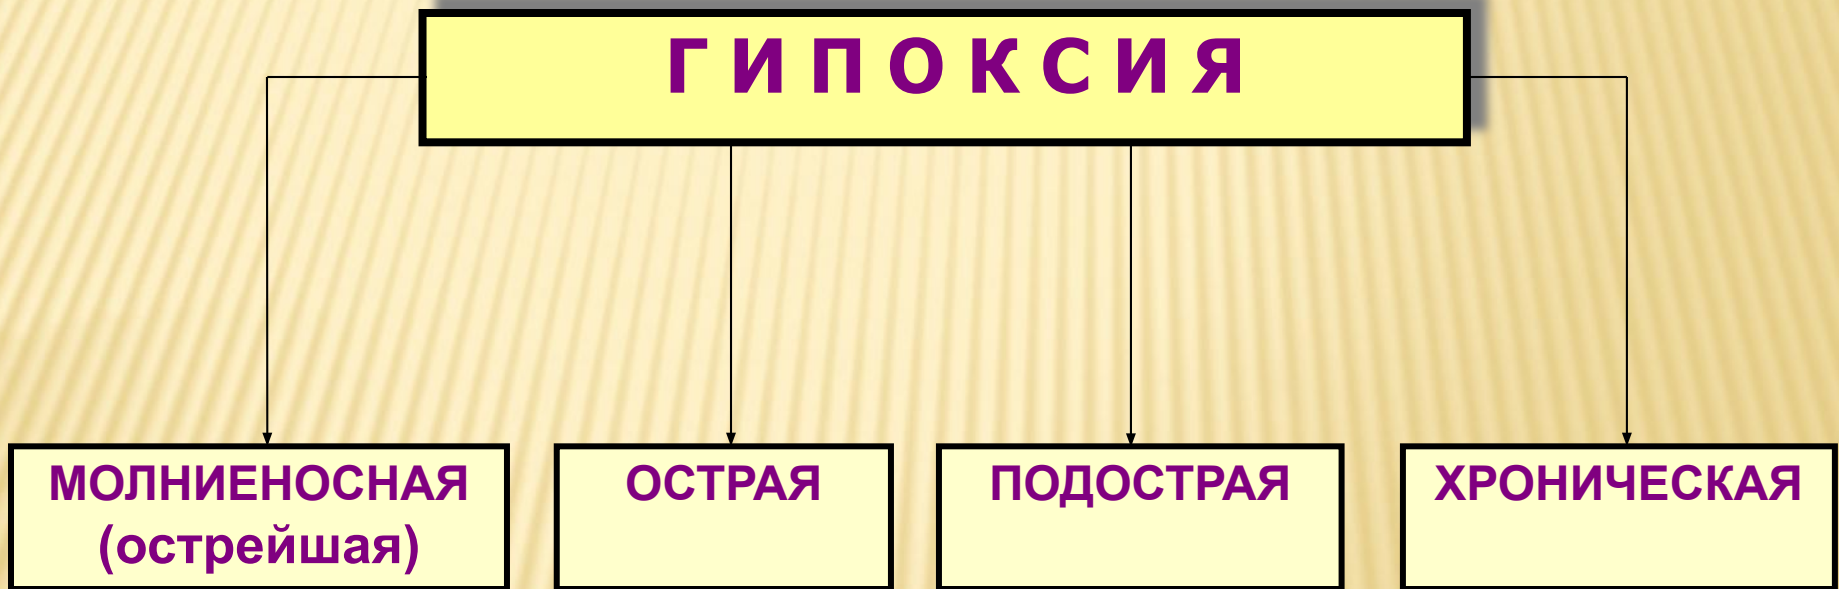 Г И П О К С И Я
МОЛНИЕНОСНАЯ
(острейшая)
ОСТРАЯ
ПОДОСТРАЯ
ХРОНИЧЕСКАЯ